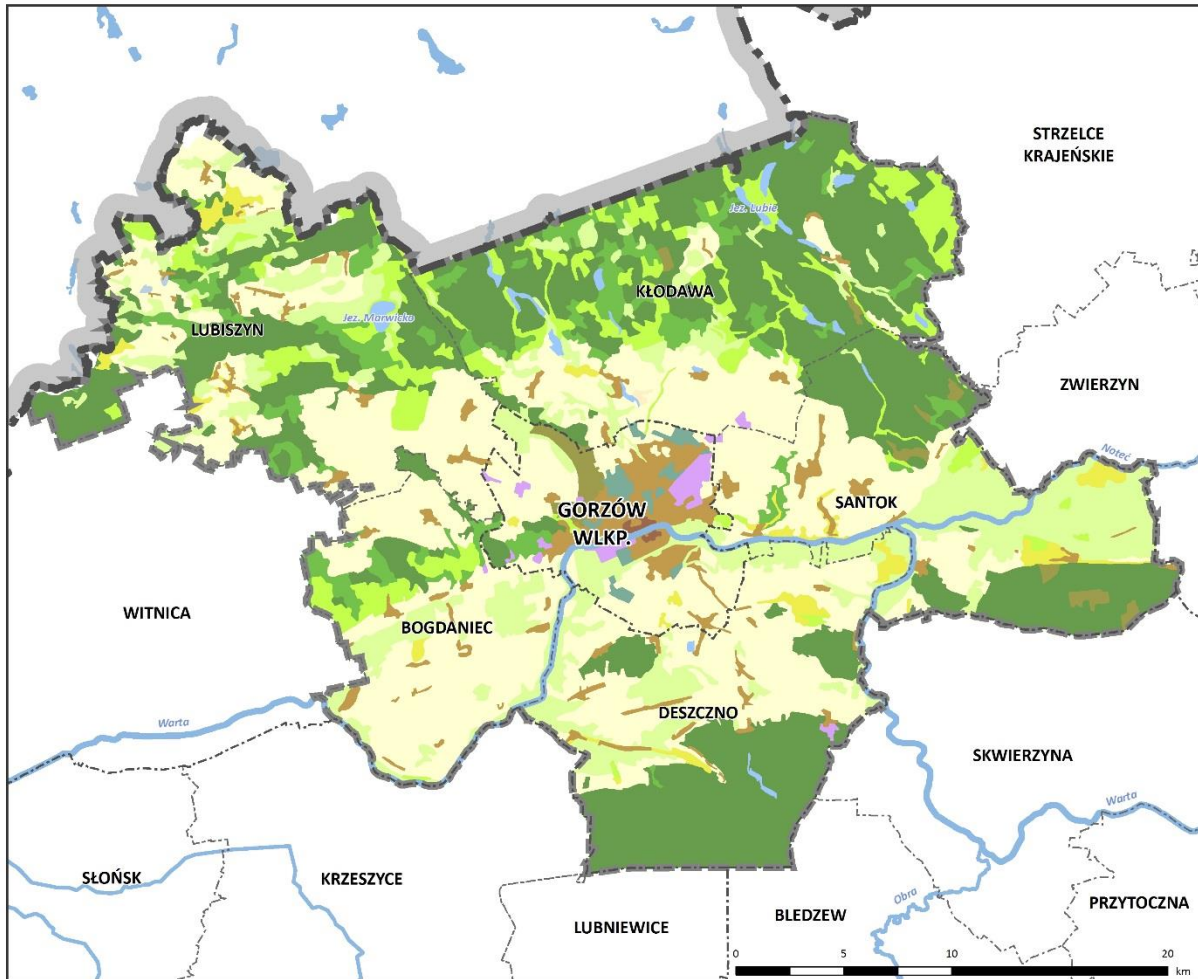 STRZELCE
KRAJEŃSKIE
Jez. Lubie
KŁODAWA
Jez. Marwicko
LUBISZYN
ZWIERZYN
Noteć
SANTOK
GORZÓW
WLKP.
WITNICA
BOGDANIEC
DESZCZNO
Warta
SKWIERZYNA
Warta
SŁOŃSK
KRZESZYCE
Obra
PRZYTOCZNA
LUBNIEWICE
BLEDZEW
0 5 10 20
km